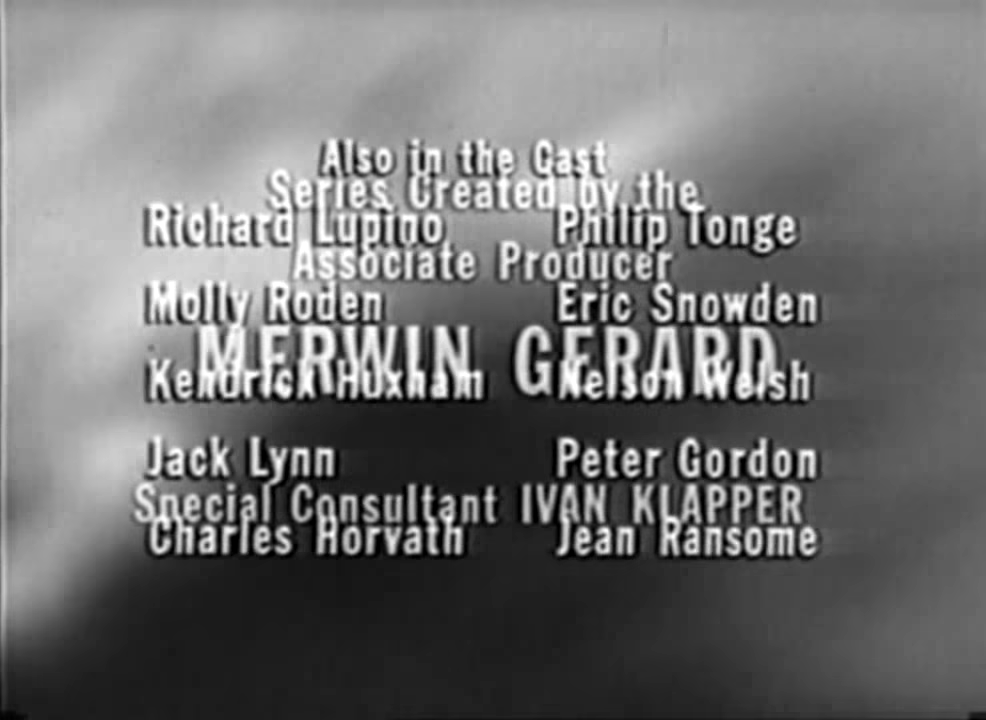 Also in the Cast
Series Created by the
Richard Lupino Philip Tonge
Associate Producer
Molly Roden Eric Snowden
MERWIN GERARD
Kendrick Huxham Nelson Welsh
Jack Lynn Peter Gordon
Special Consultant IVAN KLAPPER
Charles Horvath Jean Ransome